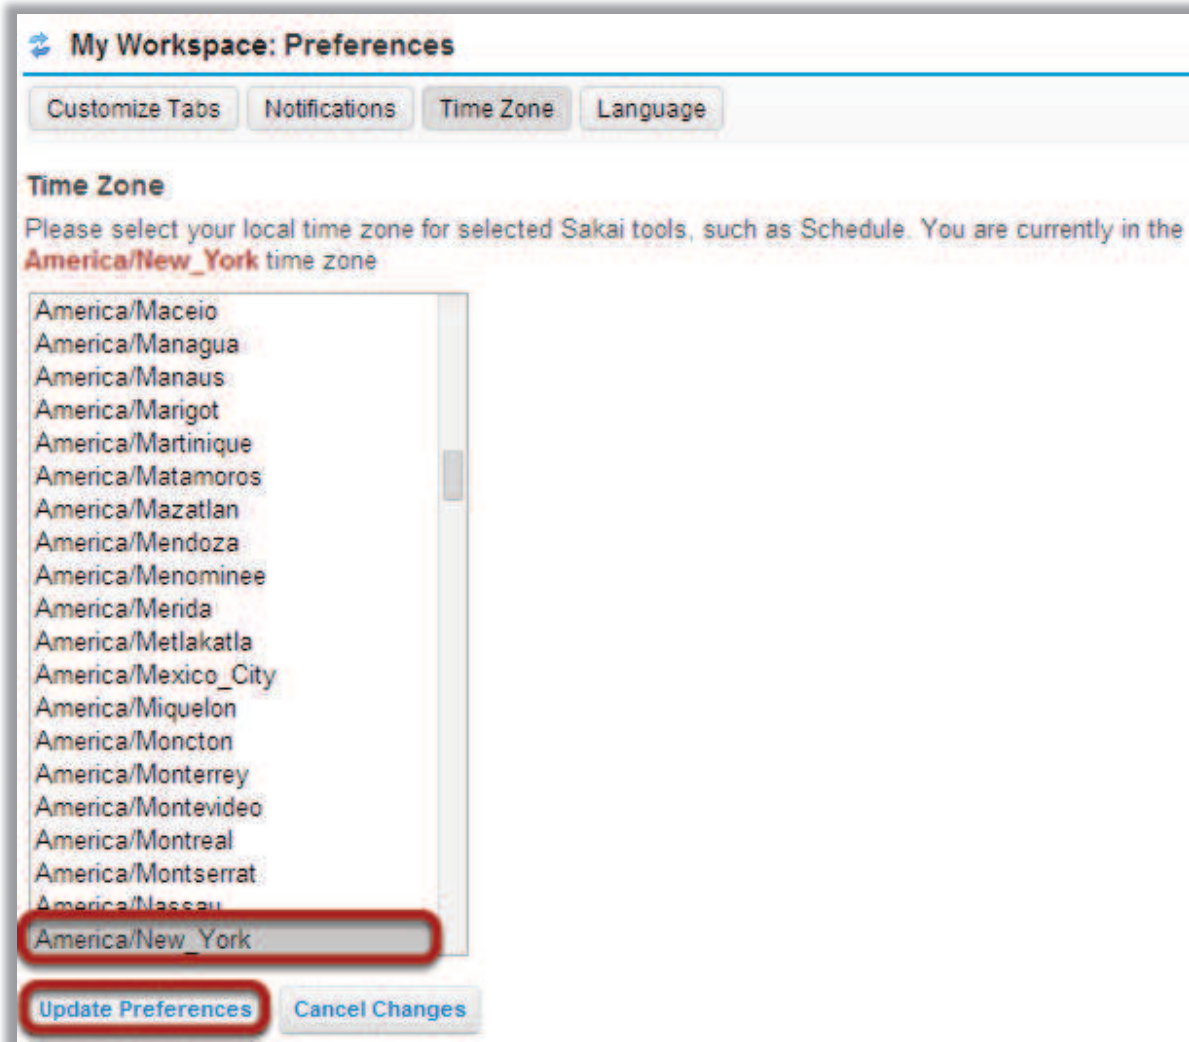 My Workspace: Preferences
Customize Tabs Notifications Time Zone Language
Time Zone
Please select your local time zone for selected Sakai tools, such as Schedule. You are currently in the
America/New_York time zone
America/Maceio
America/Managua
America/Manaus
America/Marigot
America/Martinique
America/Matamoros
America/Mazatlan
America/Mendoza
America/Menominee
America/Merida
America/Metlakatla
America/Mexico_City
America/Miquelon
America/Moncton
America/Monterrey
America/Montevideo
America/Montreal
America/Montserrat
America/Nassau
America/New_York
Update Preferences Cancel Changes